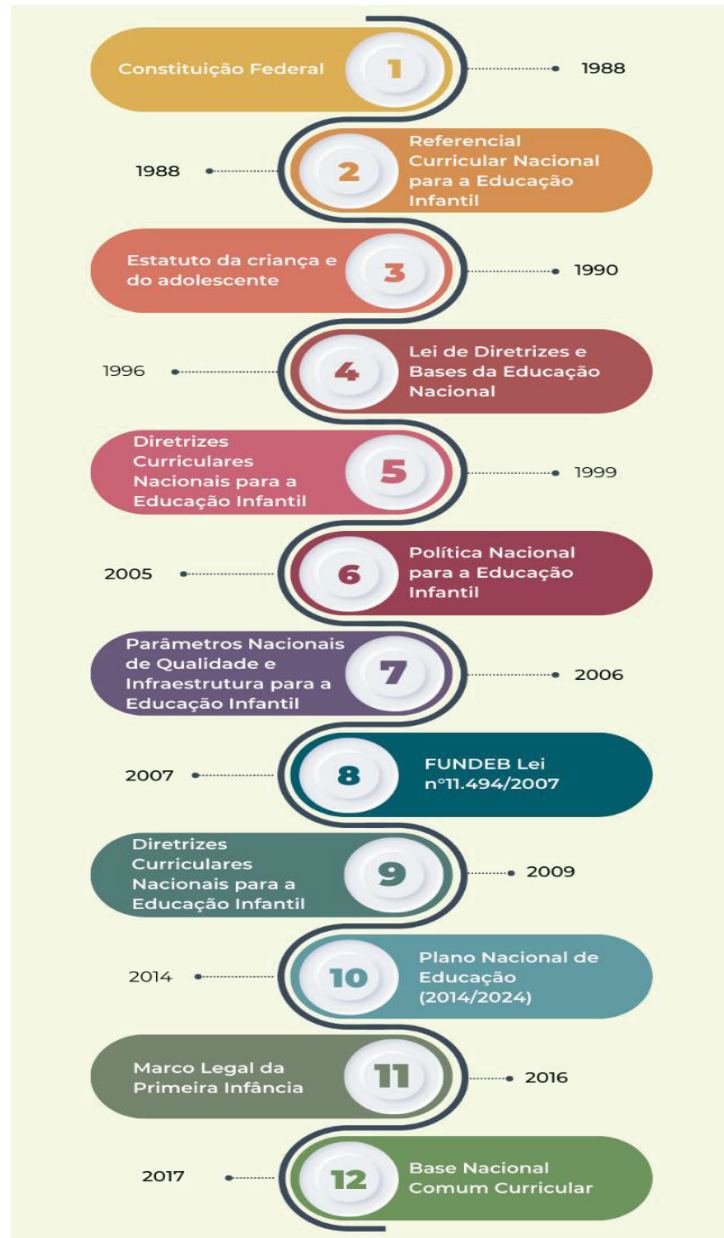 Constituição Federal
1
1988
1988
2
Referencial
Curricular Nacional
para a Educação
Infantil
Estatuto da criança e
do adolescente
3
1990
1996
4
Lei de Diretrizes e
Bases da Educação
Nacional
Diretrizes
Curriculares
Nacionais para a
Educação Infantil
5
1999
2005
6
Política Nacional
para a Educação
Infantil
Parâmetros Nacionais
de Qualidade e
Infraestrutura para a
Educação Infantil
7
2006
2007
8
FUNDEB Lei
n°11.494/2007
Diretrizes
Curriculares
Nacionais para a
Educação Infantil
9
2009
2014
10
Plano Nacional de
Educação
(2014/2024)
Marco Legal da
Primeira Infância
11
2016
2017
12
Base Nacional
Comum Curricular